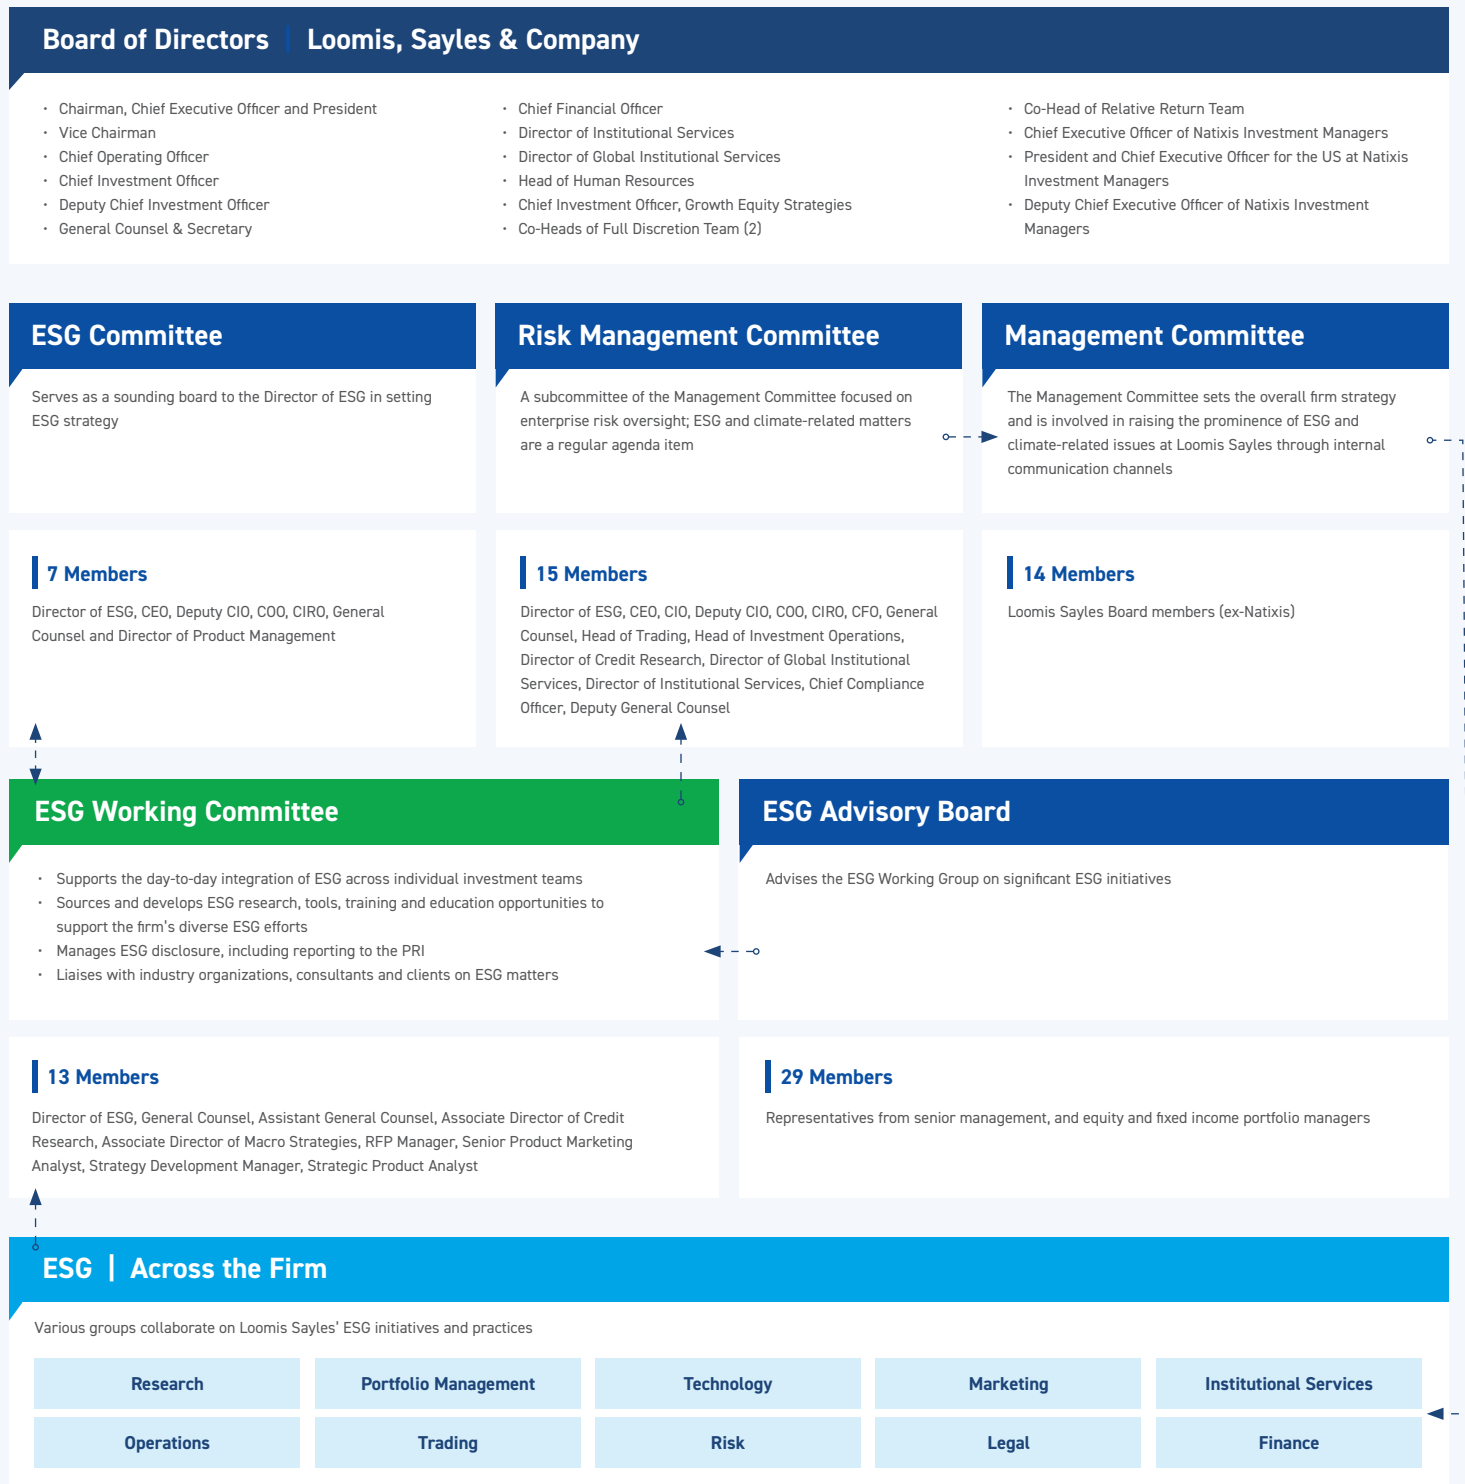 Board of Directors | Loomis, Sayles & Company
• Chairman, Chief Executive Officer and President
• Vice Chairman
• Chief Operating Officer
• Chief Investment Officer
• Deputy Chief Investment Officer
• General Counsel & Secretary
• Chief Financial Officer
• Director of Institutional Services
• Director of Global Institutional Services
• Head of Human Resources
• Chief Investment Officer, Growth Equity Strategies
• Co-Heads of Full Discretion Team (2)
• Co-Head of Relative Return Team
• Chief Executive Officer of Natixis Investment Managers
• President and Chief Executive Officer for the US at Natixis
Investment Managers
• Deputy Chief Executive Officer of Natixis Investment
Managers
ESG Committee
Serves as a sounding board to the Director of ESG in setting
ESG strategy
7 Members
Director of ESG, CEO, Deputy CIO, COO, CIRO, General
Counsel and Director of Product Management
Risk Management Committee
A subcommittee of the Management Committee focused on
enterprise risk oversight; ESG and climate-related matters
are a regular agenda item
15 Members
Director of ESG, CEO, CIO, Deputy CIO, COO, CIRO, CFO, General
Counsel, Head of Trading, Head of Investment Operations,
Director of Credit Research, Director of Global Institutional
Services, Director of Institutional Services, Chief Compliance
Officer, Deputy General Counsel
Management Committee
The Management Committee sets the overall firm strategy
and is involved in raising the prominence of ESG and
climate-related issues at Loomis Sayles through internal
communication channels
14 Members
Loomis Sayles Board members (ex-Natixis)
ESG Working Committee
• Supports the day-to-day integration of ESG across individual investment teams
• Sources and develops ESG research, tools, training and education opportunities to
support the firm's diverse ESG efforts
• Manages ESG disclosure, including reporting to the PRI
• Liaises with industry organizations, consultants and clients on ESG matters
13 Members
Director of ESG, General Counsel, Assistant General Counsel, Associate Director of Credit
Research, Associate Director of Macro Strategies, RFP Manager, Senior Product Marketing
Analyst, Strategy Development Manager, Strategic Product Analyst
ESG Advisory Board
Advises the ESG Working Group on significant ESG initiatives
29 Members
Representatives from senior management, and equity and fixed income portfolio managers
ESG | Across the Firm
Various groups collaborate on Loomis Sayles' ESG initiatives and practices
Research
Portfolio Management
Technology
Marketing
Institutional Services
Operations
Trading
Risk
Legal
Finance